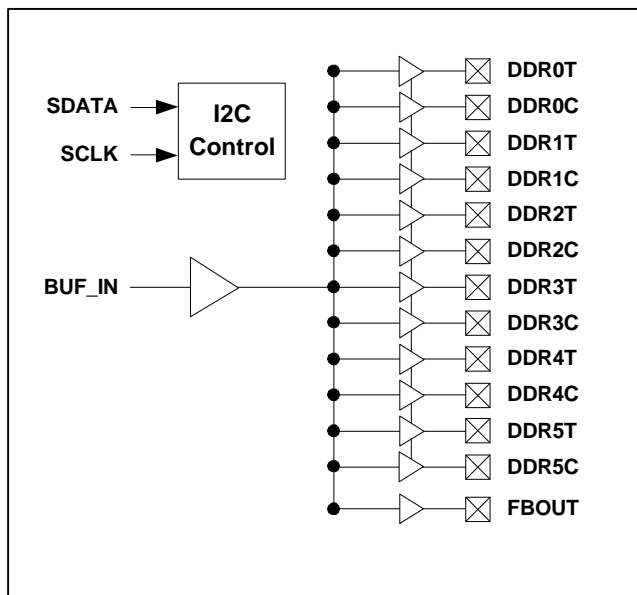 DDR0T
SDATA
I2C
DDR0C
Control
SCLK
DDR1T
DDR1C
DDR2T
DDR2C
BUF_IN
DDR3T
DDR3C
DDR4T
DDR4C
DDR5T
DDR5C
FBOUT